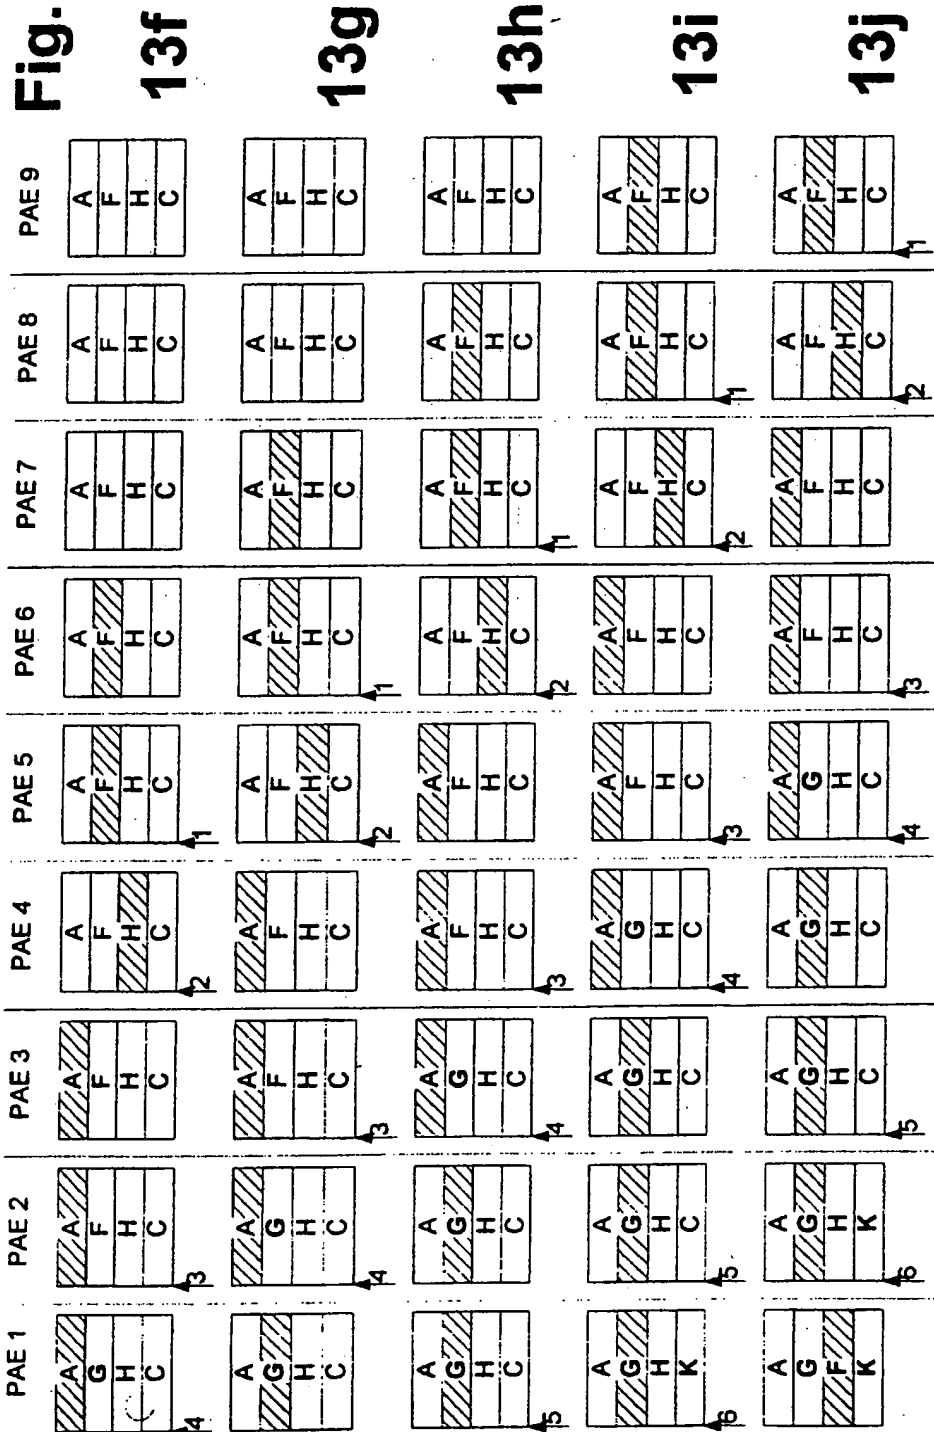 PAE 1 PAE 2 PAE 3 PAE 4 PAE 5 PAE 6 PAE 7 PAE 8 PAE 9 Fig.
A A A A A A A A A
G F F F F F F F F
H H H H H H H H H
C C C C C C C C C
13f
4 3 2 1
A A A A A A A A A
G G F F F F F F F
H H H H H H H H H
C C C C C C C C C
13g
4 3 2 1
A A A A A A A A A
G G G F F F F F F
H H H H H H H H H
C C C C C C C C C
13h
5 4 3 2 1
A A A A A A A A A
G G G G F F F F F
H H H H H H H H H
K C C C C C C C C
13i
6 5 4 3 2 1
A A A A A A A A A
G G G G G F F F F
F H H H H H H H H
K K C C C C C C C
13j
6 5 4 3 2 1